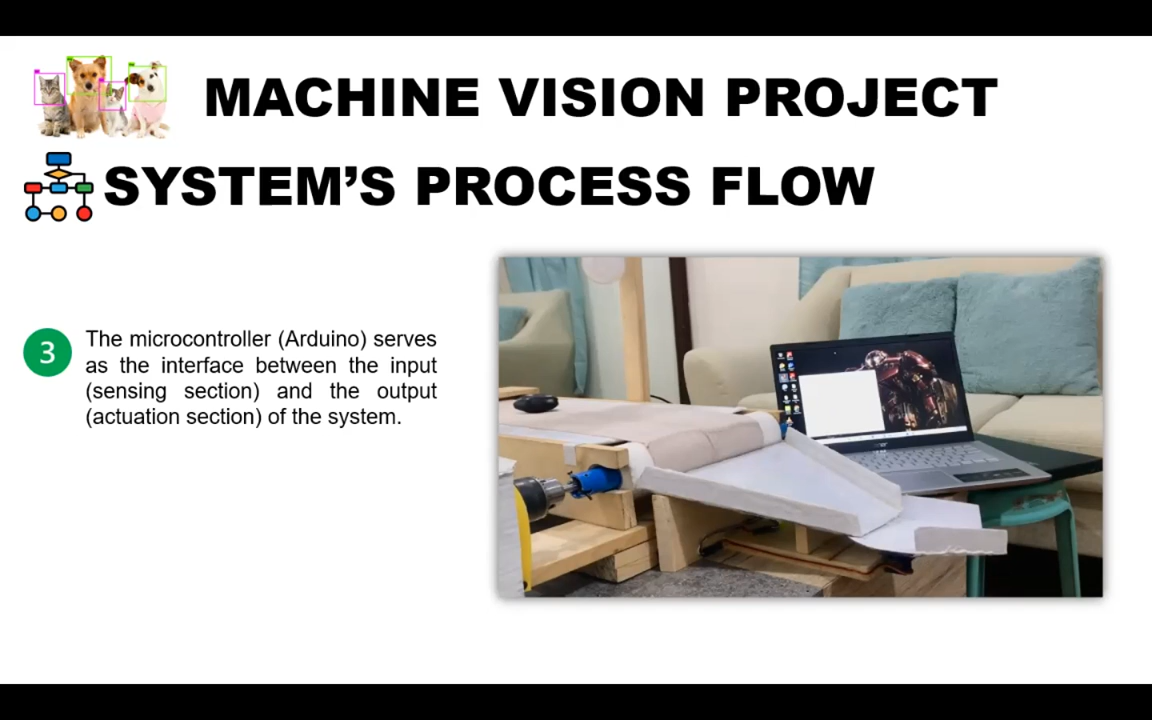 MACHINE VISION PROJECT
SYSTEM’S PROCESS FLOW
3
The microcontroller (Arduino) serves
as the interface between the input
(sensing section) and the output
(actuation section) of the system.